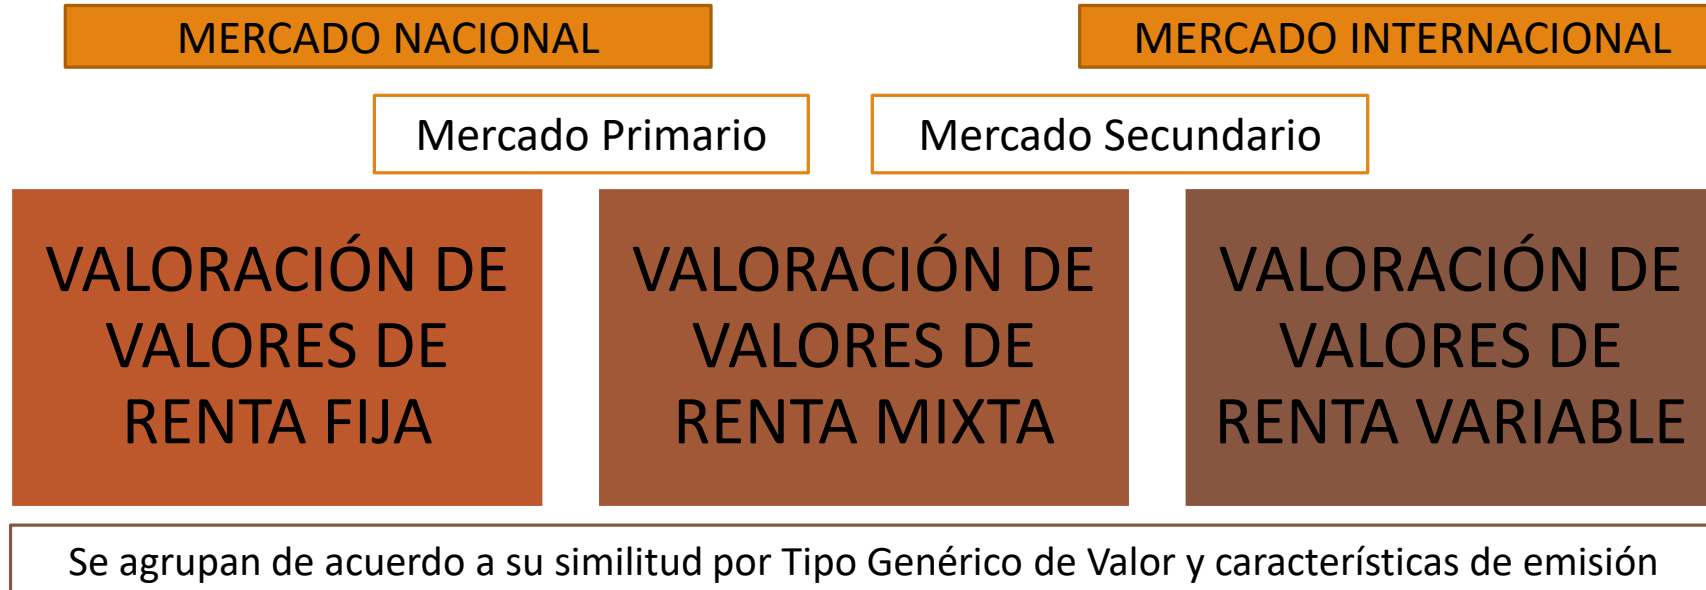 MERCADO NACIONAL
MERCADO INTERNACIONAL
Mercado Primario
Mercado Secundario
VALORACIÓN DE
VALORES DE
RENTA FIJA
VALORACIÓN DE
VALORES DE
RENTA MIXTA
VALORACIÓN DE
VALORES DE
RENTA VARIABLE
Se agrupan de acuerdo a su similitud por Tipo Genérico de Valor y características de emisión